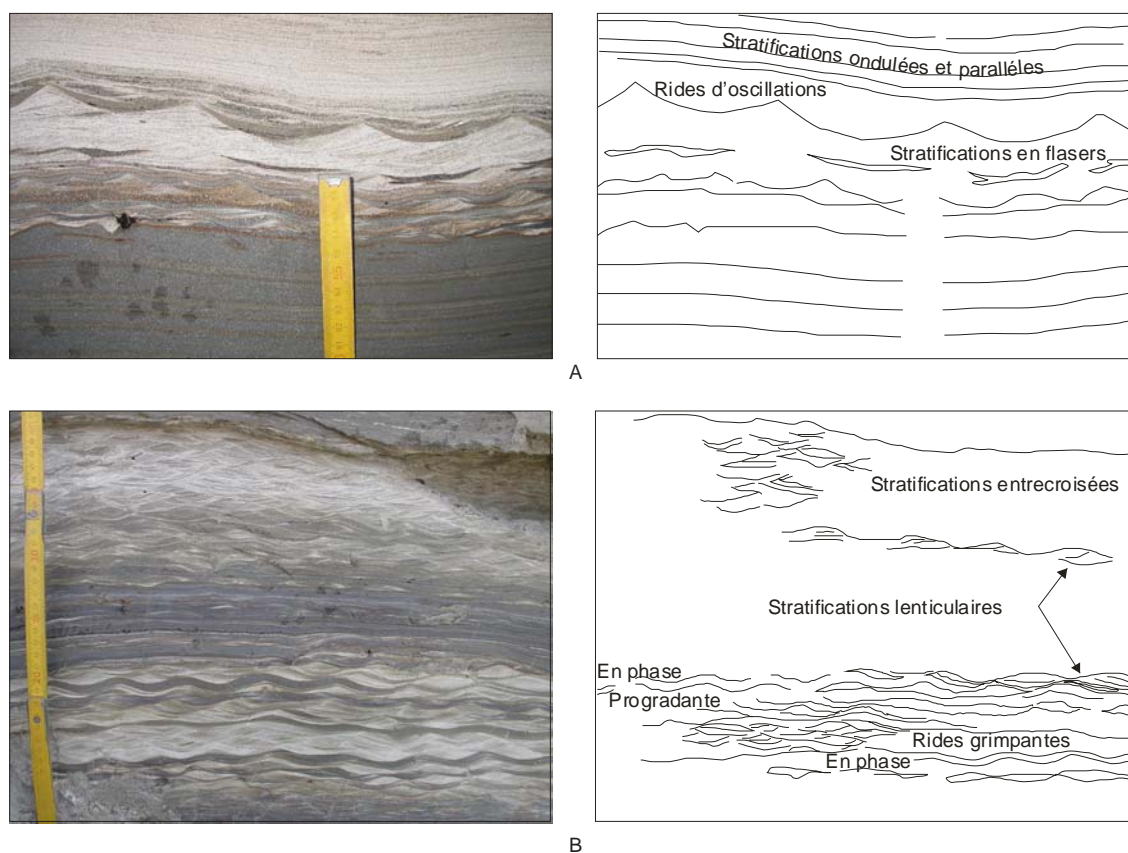 Stratifications ondulées et paralléles
Rides d'oscillations
Stratifications en flasers
A
Stratifications entrecroisées
Stratifications lenticulaires
En phase
Progradante
Rides grimpantes
En phase
B